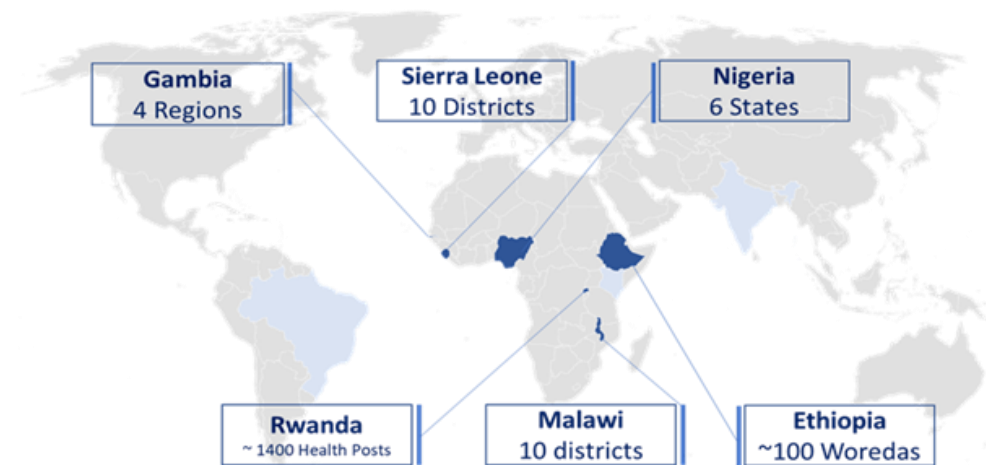 Gambia
4 Regions
Sierra Leone
10 Districts
Nigeria
6 States
Rwanda
~ 1400 Health Posts
Malawi
10 districts
Ethiopia
~100 Woredas